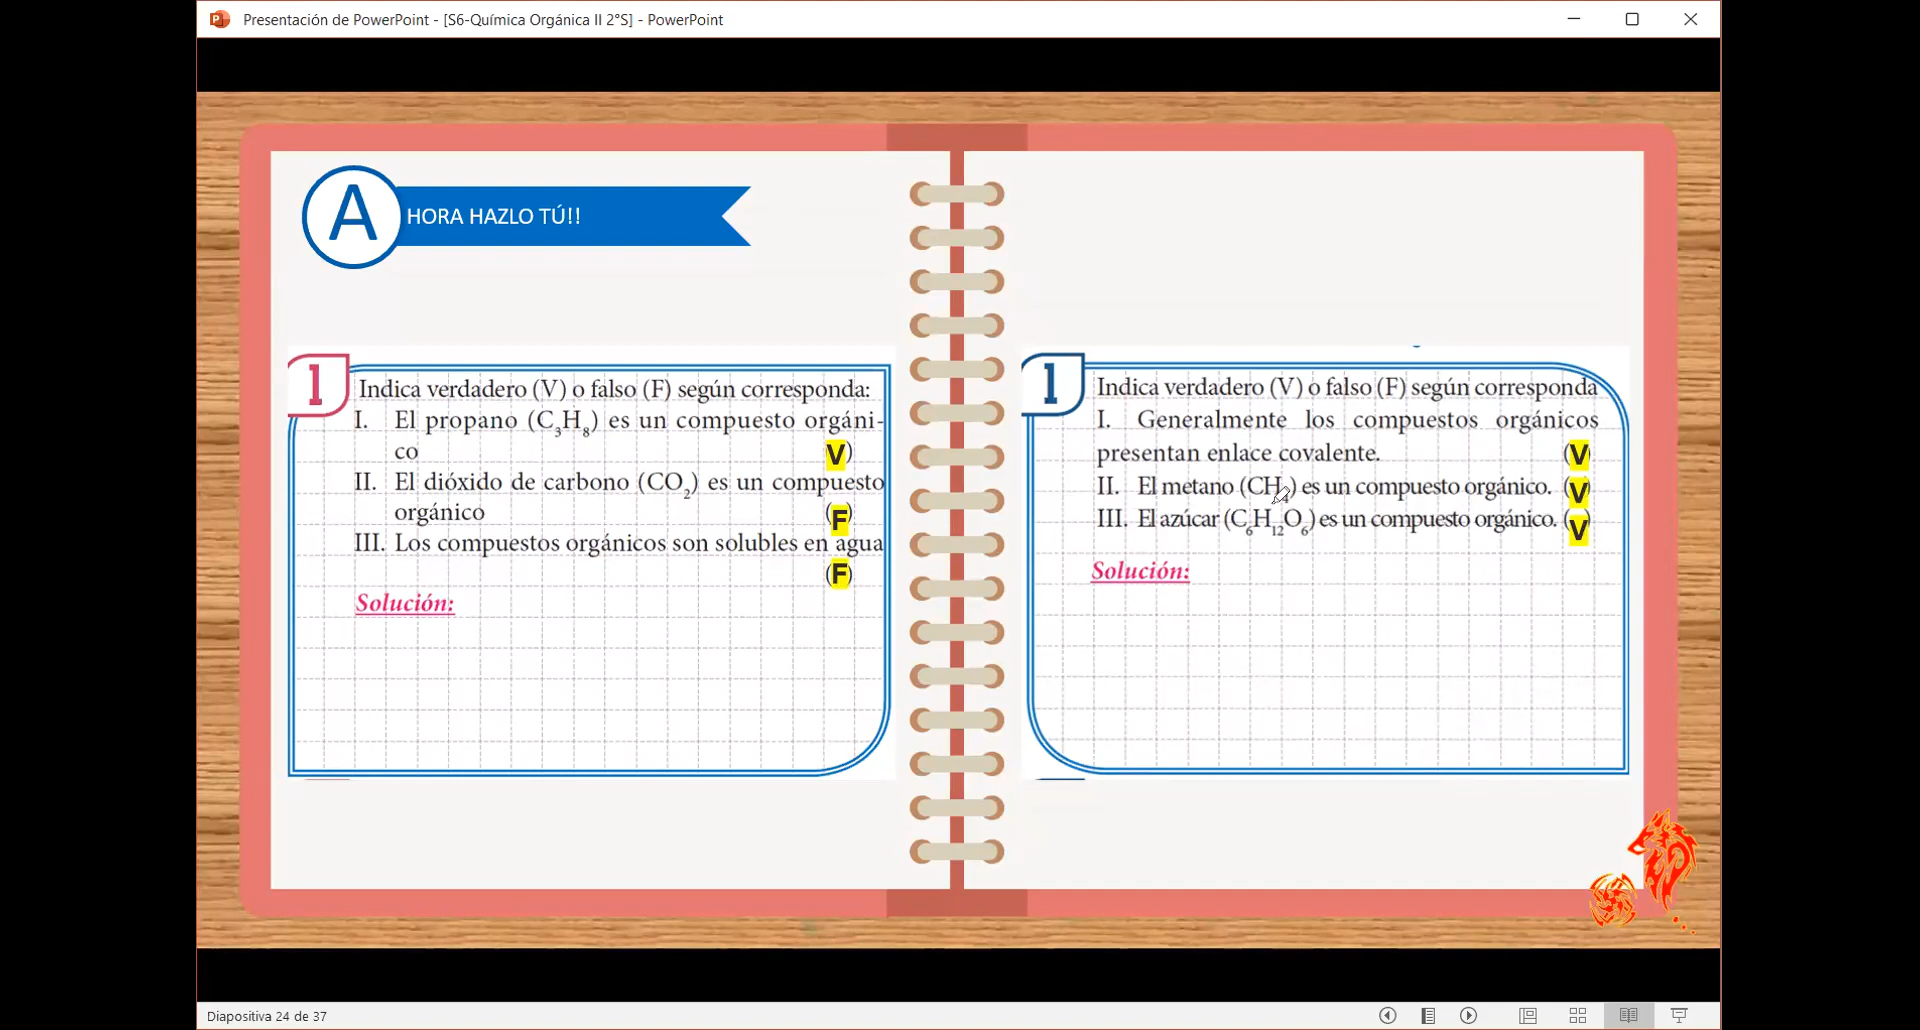 Presentación de PowerPoint - [S6-Química Orgánica II 2°S] - PowerPoint
A
HORA HAZLO TÚ!!
1
Indica verdadero (V) o falso (F) según corresponda:
I. El propano (C3H8) es un compuesto orgáni-
co V)
II. El dióxido de carbono (CO2) es un compuesto
orgánico (F)
III. Los compuestos orgánicos son solubles en agua
(F)
Solución:
1
Indica verdadero (V) o falso (F) según corresponda
I. Generalmente los compuestos orgánicos
presentan enlace covalente. (V)
II. El metano (CH4) es un compuesto orgánico. (V)
III. El azúcar (C6H12O6) es un compuesto orgánico. (V)
Solución:
Diapositiva 24 de 37